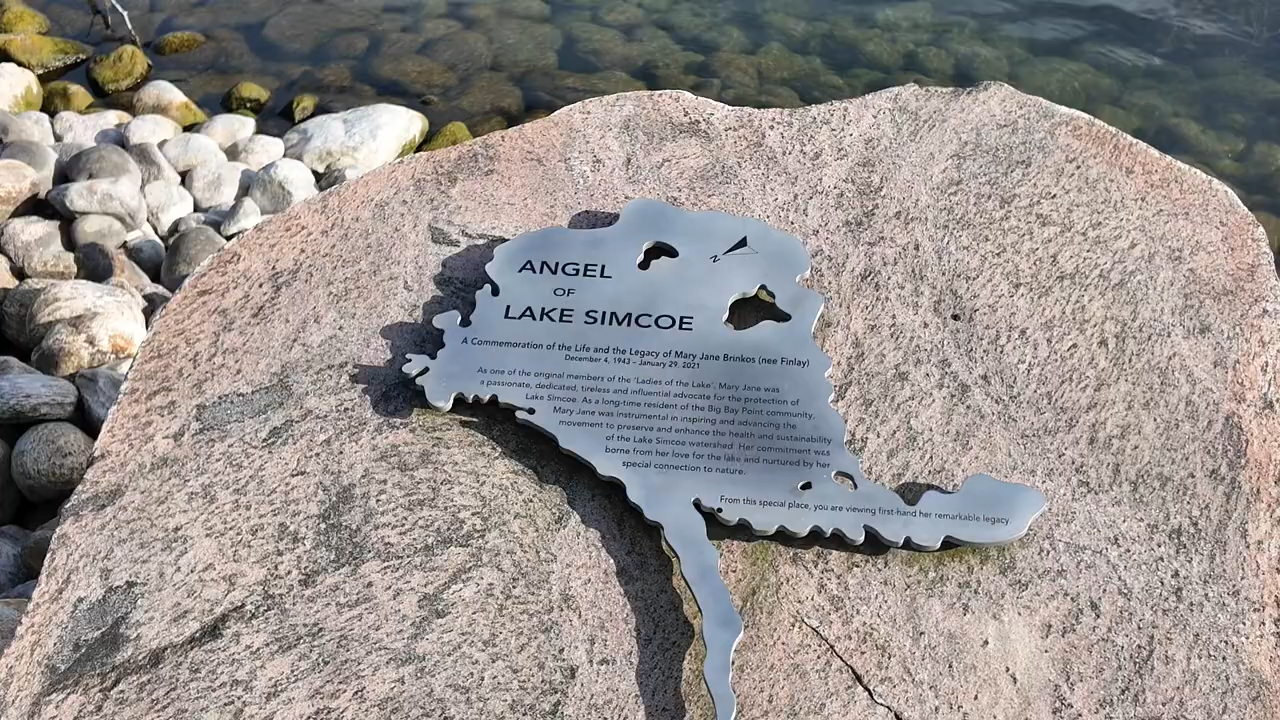 N
ANGEL
OF
LAKE SIMCOE
A Commemoration of the Life and the Legacy of Mary Jane Brinkos (nee Finlay)
December 4, 1943 – January 29, 2021
As one of the original members of the 'Ladies of the Lake', Mary Jane was
a passionate, dedicated, tireless and influential advocate for the protection of
Lake Simcoe. As a long-time resident of the Big Bay Point community,
Mary Jane was instrumental in inspiring and advancing the
movement to preserve and enhance the health and sustainability
of the Lake Simcoe watershed. Her commitment was
borne from her love for the lake and nurtured by her
special connection to nature.
From this special place, you are viewing first-hand her remarkable legacy